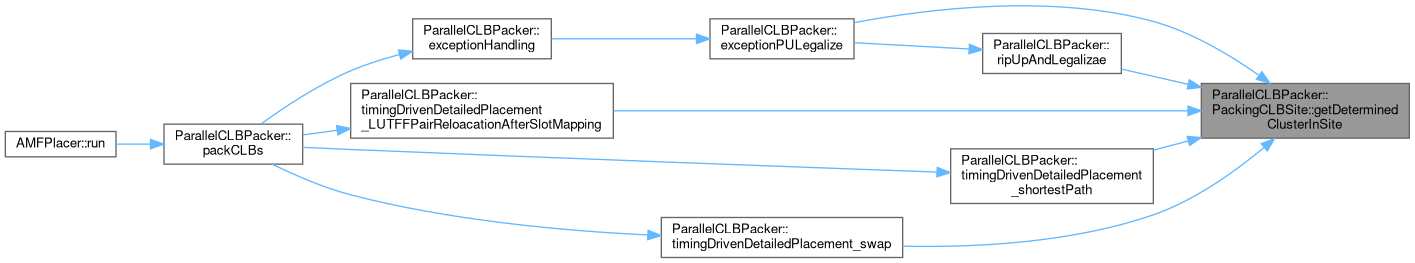 AMFPlacer::run
ParallelCLBPacker::
packCLBs
ParallelCLBPacker::
exceptionHandling
ParallelCLBPacker::
timingDrivenDetailedPlacement
_LUTFFPairReloacationAfterSlotMapping
ParallelCLBPacker::
exceptionPULegalize
ParallelCLBPacker::
ripUpAndLegalizae
ParallelCLBPacker::
timingDrivenDetailedPlacement
_shortestPath
ParallelCLBPacker::
timingDrivenDetailedPlacement_swap
ParallelCLBPacker::
PackingCLBSite::getDetermined
ClusterInSite